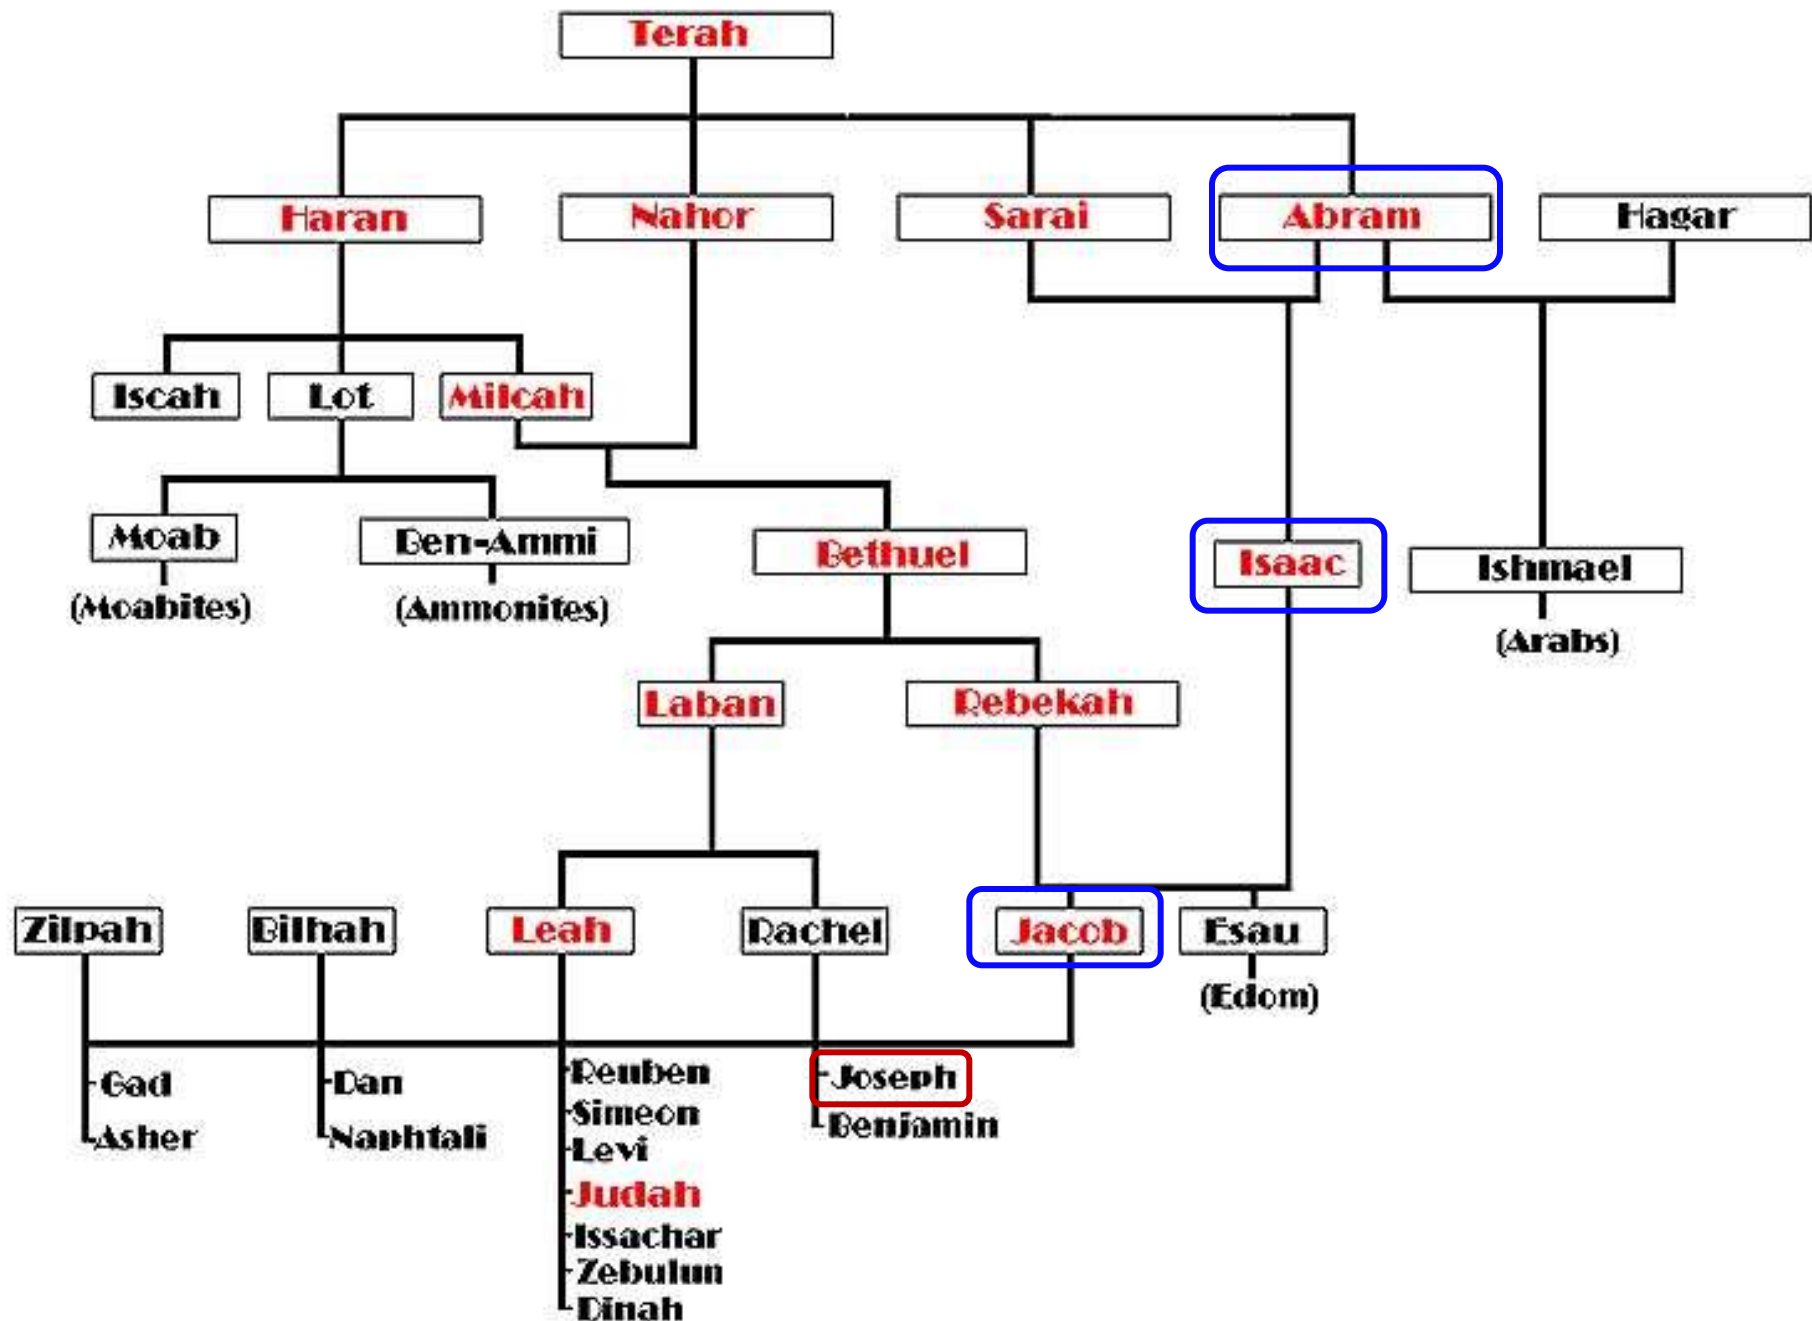 Terah
Haran
Nahor
Sarai
Abram
Hagar
Iscah
Lot
Milcah
Moab
Ben-Ammi
Bethuel
Isaac
Ishmael
(Moabites)
(Ammonites)
(Arabs)
Laban
Rebekah
Zilpah
Bilhah
Leah
Rachel
Jacob
Esau
(Edom)
Gad
Asher
Dan
Naphtali
Reuben
Simeon
Levi
Judah
Issachar
Zebulun
Dinah
Joseph
Benjamin